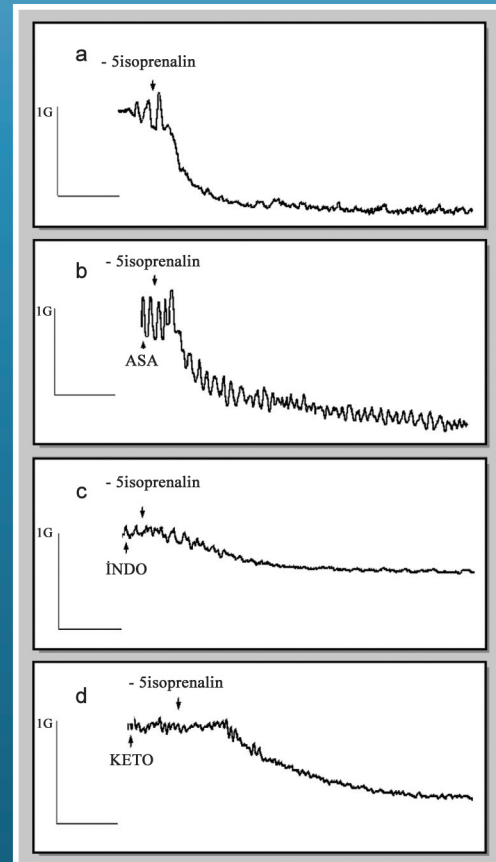 a
- 5isoprenalin
1G
b
- 5isoprenalin
1G
ASA
c
- 5isoprenalin
1G
İNDO
d
- 5isoprenalin
1G
KETO